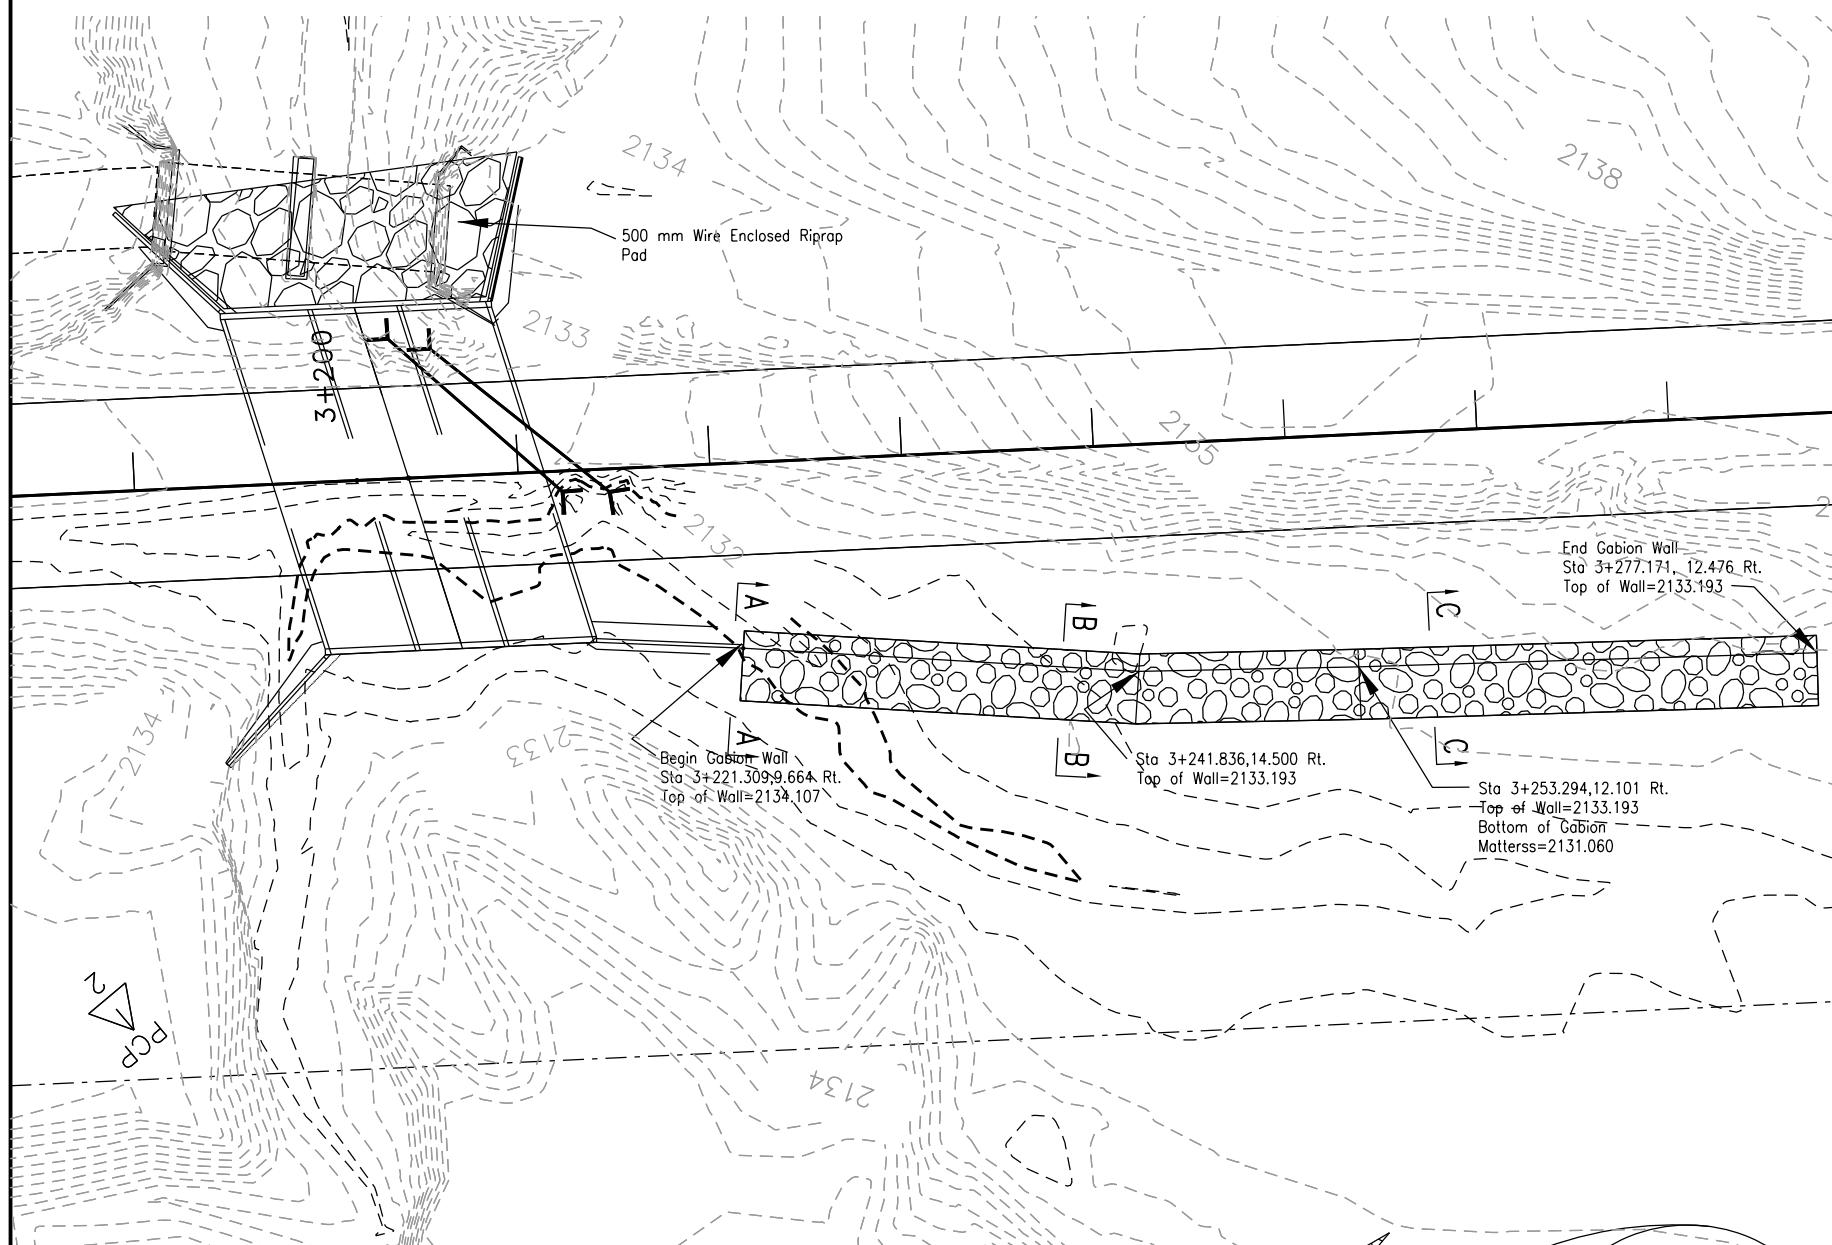 2134
2138
500 mm Wire Enclosed Riprap
Pad
2133
3+200
2135
2132
End Gabion Wall
Sta 3+277.171, 12.476 Rt.
Top of Wall=2133.193
A
B
C
2134
2133
A
B
C
Begin Gabion Wall
Sta 3+221.309,9.664 Rt.
Top of Wall=2134.107
Sta 3+241.836,14.500 Rt.
Top of Wall=2133.193
Sta 3+253.294,12.101 Rt.
Top of Wall=2133.193
Bottom of Gabion
Matterss=2131.060
2
1
PCP
2134